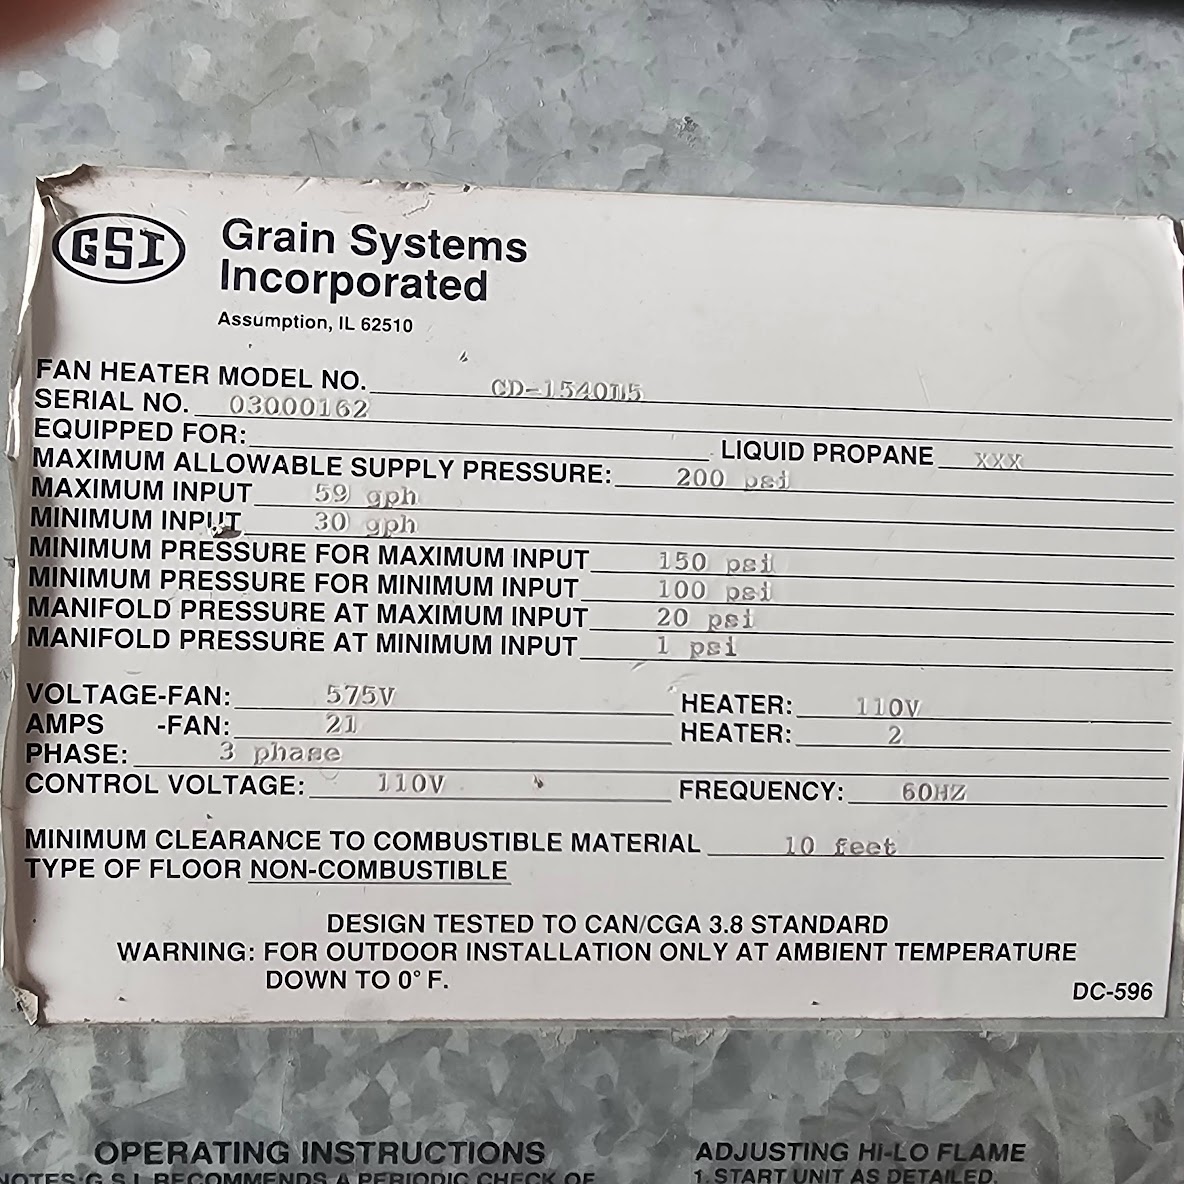 GSI
Grain Systems
Incorporated
Assumption, IL 62510
FAN HEATER MODEL NO. CD-1540D5
SERIAL NO. 03000162
EQUIPPED FOR: LIQUID PROPANE XXX
MAXIMUM ALLOWABLE SUPPLY PRESSURE: 200 psi
MAXIMUM INPUT 59 gph
MINIMUM INPUT 30 gph
MINIMUM PRESSURE FOR MAXIMUM INPUT 150 psi
MINIMUM PRESSURE FOR MINIMUM INPUT 100 psi
MANIFOLD PRESSURE AT MAXIMUM INPUT 20 psi
MANIFOLD PRESSURE AT MINIMUM INPUT 1 psi
VOLTAGE-FAN: 575V HEATER: 110V
AMPS -FAN: 21 HEATER: 2
PHASE: 3 phase
CONTROL VOLTAGE: 110V FREQUENCY: 60HZ
MINIMUM CLEARANCE TO COMBUSTIBLE MATERIAL 10 feet
TYPE OF FLOOR NON-COMBUSTIBLE
DESIGN TESTED TO CAN/CGA 3.8 STANDARD
WARNING: FOR OUTDOOR INSTALLATION ONLY AT AMBIENT TEMPERATURE
DOWN TO 0° F.
DC-596
OPERATING INSTRUCTIONS
NOTES: G.S.I. RECOMMENDS A PERIODIC CHECK OF
ADJUSTING HI-LO FLAME
1. START UNIT AS DETAILED.